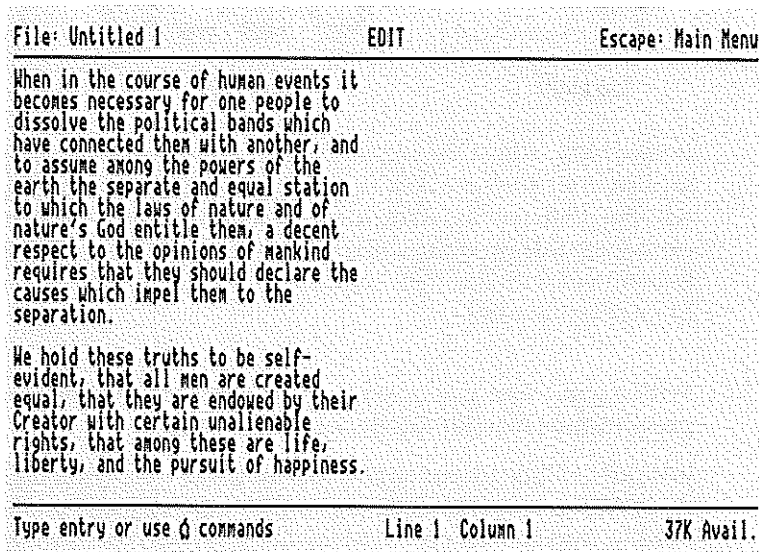 File: Untitled 1 EDIT Escape: Main Menu
When in the course of human events it
becomes necessary for one people to
dissolve the political bands which
have connected them with another, and
to assume among the powers of the
earth the separate and equal station
to which the laws of nature and of
nature's God entitle them, a decent
respect to the opinions of mankind
requires that they should declare the
causes which impel them to the
separation.
We hold these truths to be self-
evident, that all men are created
equal, that they are endowed by their
Creator with certain unalienable
rights, that among these are life,
liberty, and the pursuit of happiness.
Type entry or use commands Line 1 Column 1 37K Avail.